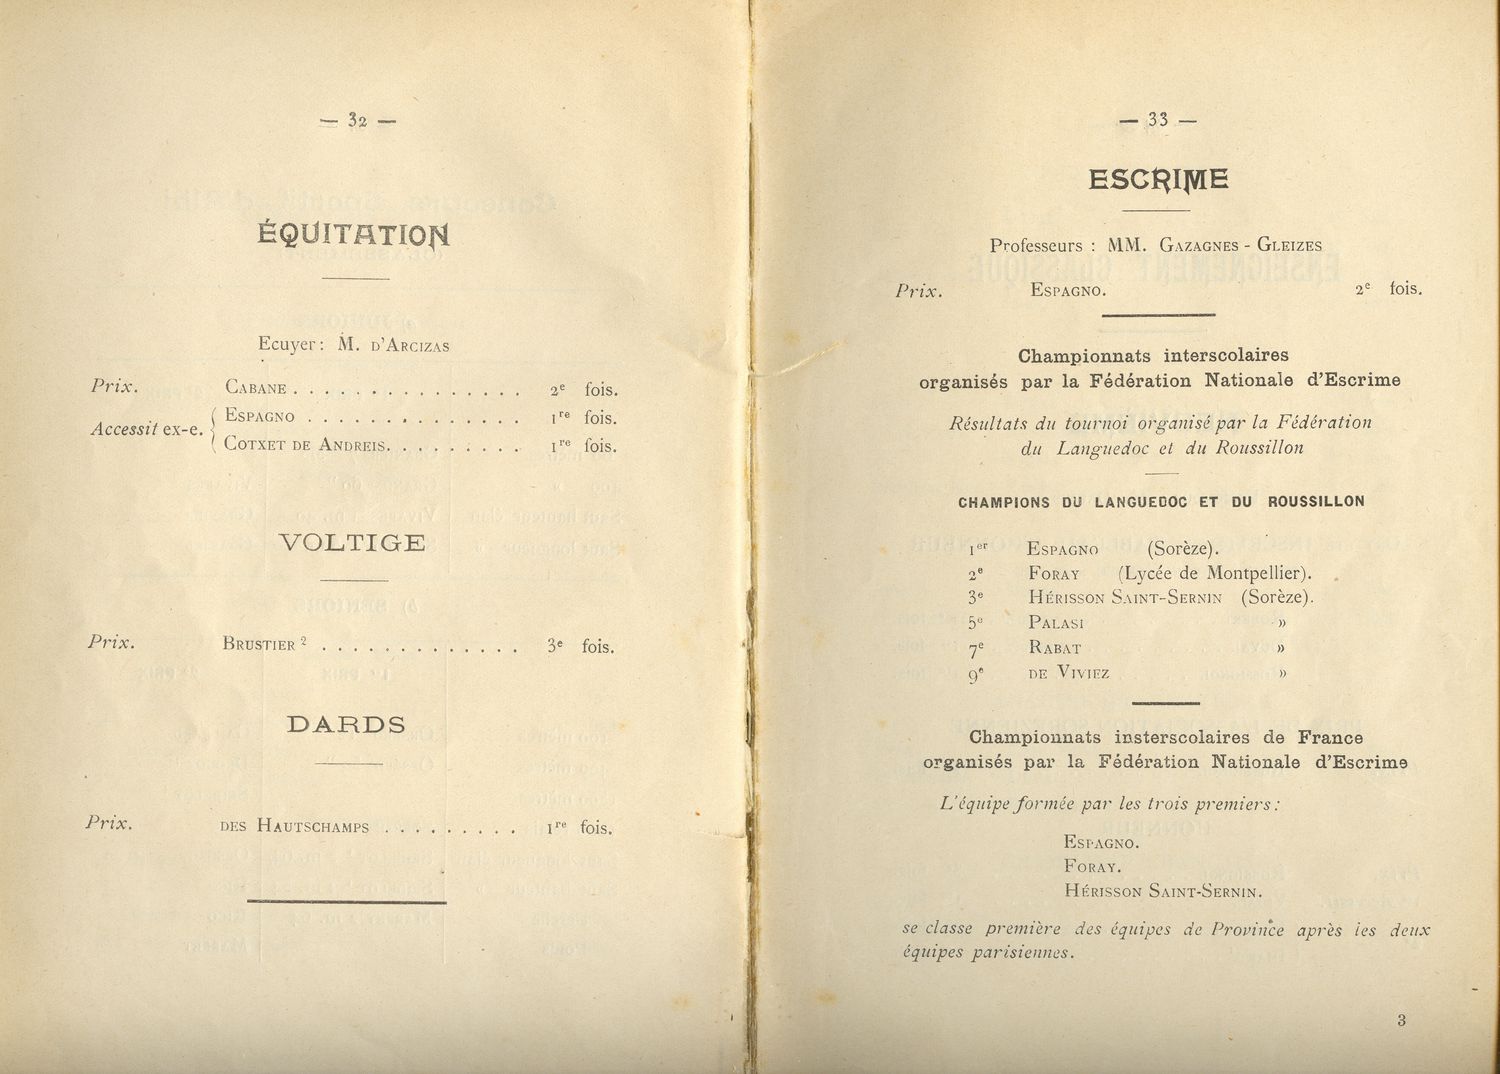 — 32 —
ÉQUITATION
Ecuyer : M. D'ARCIZAS
Prix. CABANE . . . . . . . . . . . . . . . 2e fois.
Accessit ex-e. { ESPAGNO . . . . . . . . . . . . . . 1re fois.
COTXET DE ANDREIS. . . . . . . . . . 1re fois.
VOLTIGE
Prix. BRUSTIER 2 . . . . . . . . . . . . . 3e fois.
DARDS
Prix. DES HAUTSCHAMPS . . . . . . . . . 1re fois.
— 33 —
ESCRIME
Professeurs : MM. GAZAGNES - GLEIZES
Prix. ESPAGNO. 2e fois.
Championnats interscolaires
organisés par la Fédération Nationale d'Escrime
Résultats du tournoi organisé par la Fédération
du Languedoc et du Roussillon
CHAMPIONS DU LANGUEDOC ET DU ROUSSILLON
1er ESPAGNO (Sorèze).
2e FORAY (Lycée de Montpellier).
3e HÉRISSON SAINT-SERNIN (Sorèze).
5e PALASI »
7e RABAT »
9e DE VIVIEZ »
Championnats insterscolaires de France
organisés par la Fédération Nationale d'Escrime
L'équipe formée par les trois premiers :
ESPAGNO.
FORAY.
HÉRISSON SAINT-SERNIN.
se classe première des équipes de Province après les deux
équipes parisiennes.
3